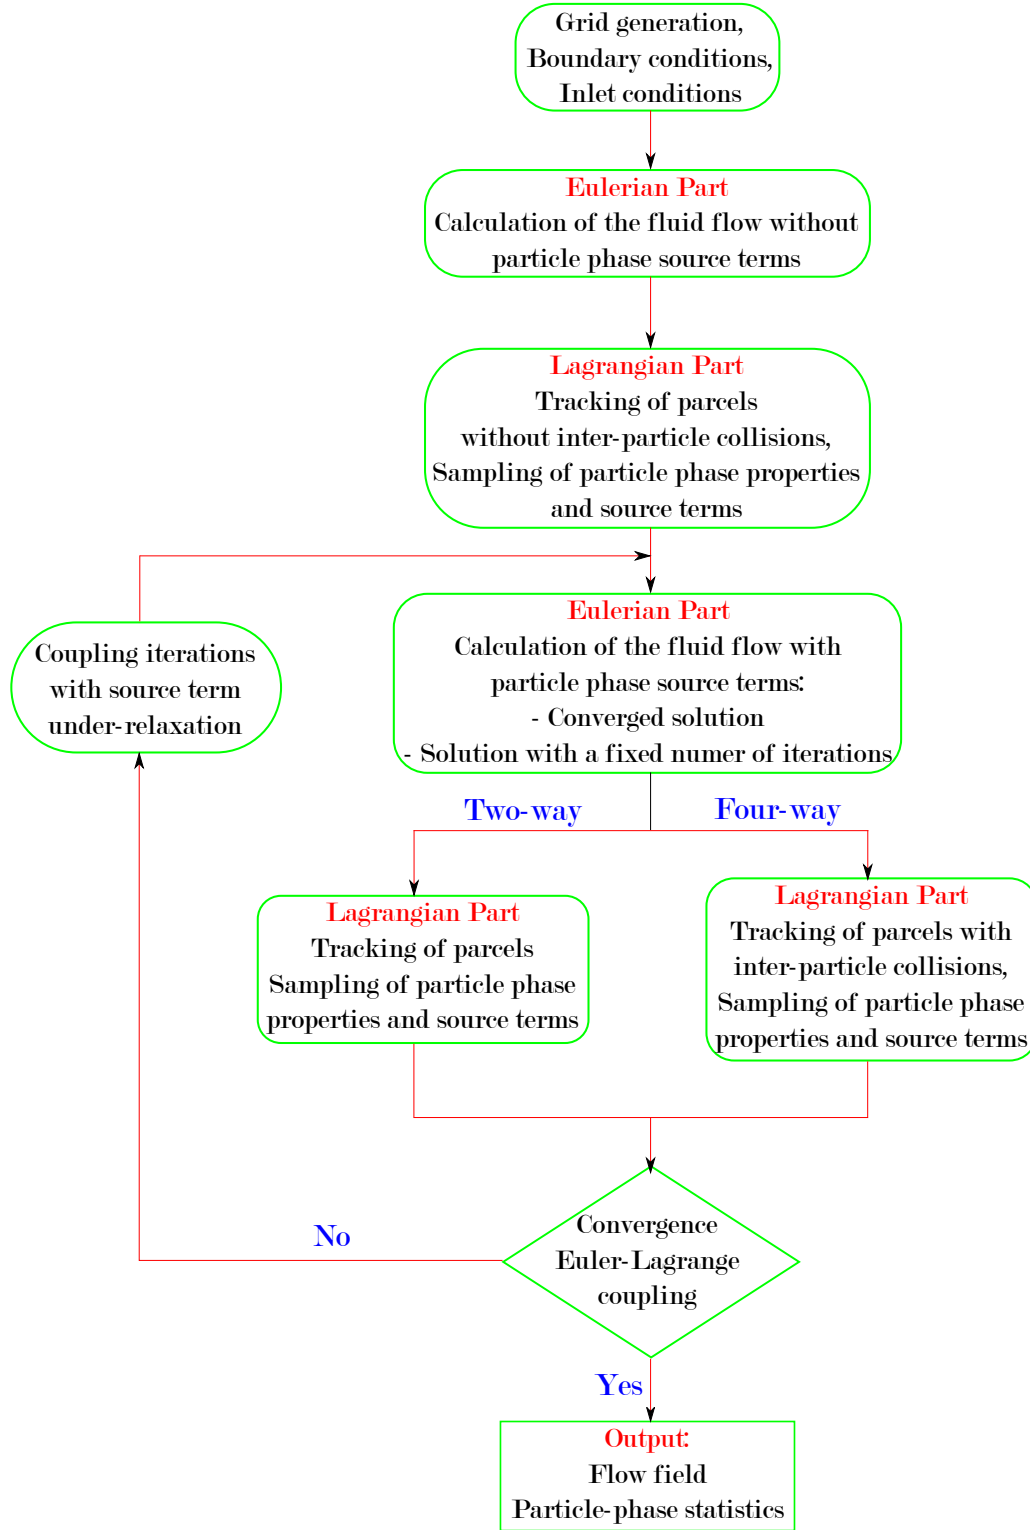 Grid generation,
Boundary conditions,
Inlet conditions
Eulerian Part
Calculation of the fluid flow without
particle phase source terms
Lagrangian Part
Tracking of parcels
without inter-particle collisions,
Sampling of particle phase properties
and source terms
Eulerian Part
Calculation of the fluid flow with
particle phase source terms:
- Converged solution
- Solution with a fixed numer of iterations
Coupling iterations
with source term
under-relaxation
Two-way
Four-way
Lagrangian Part
Tracking of parcels
Sampling of particle phase
properties and source terms
Lagrangian Part
Tracking of parcels with
inter-particle collisions,
Sampling of particle phase
properties and source terms
Convergence
Euler-Lagrange
coupling
No
Yes
Output:
Flow field
Particle-phase statistics